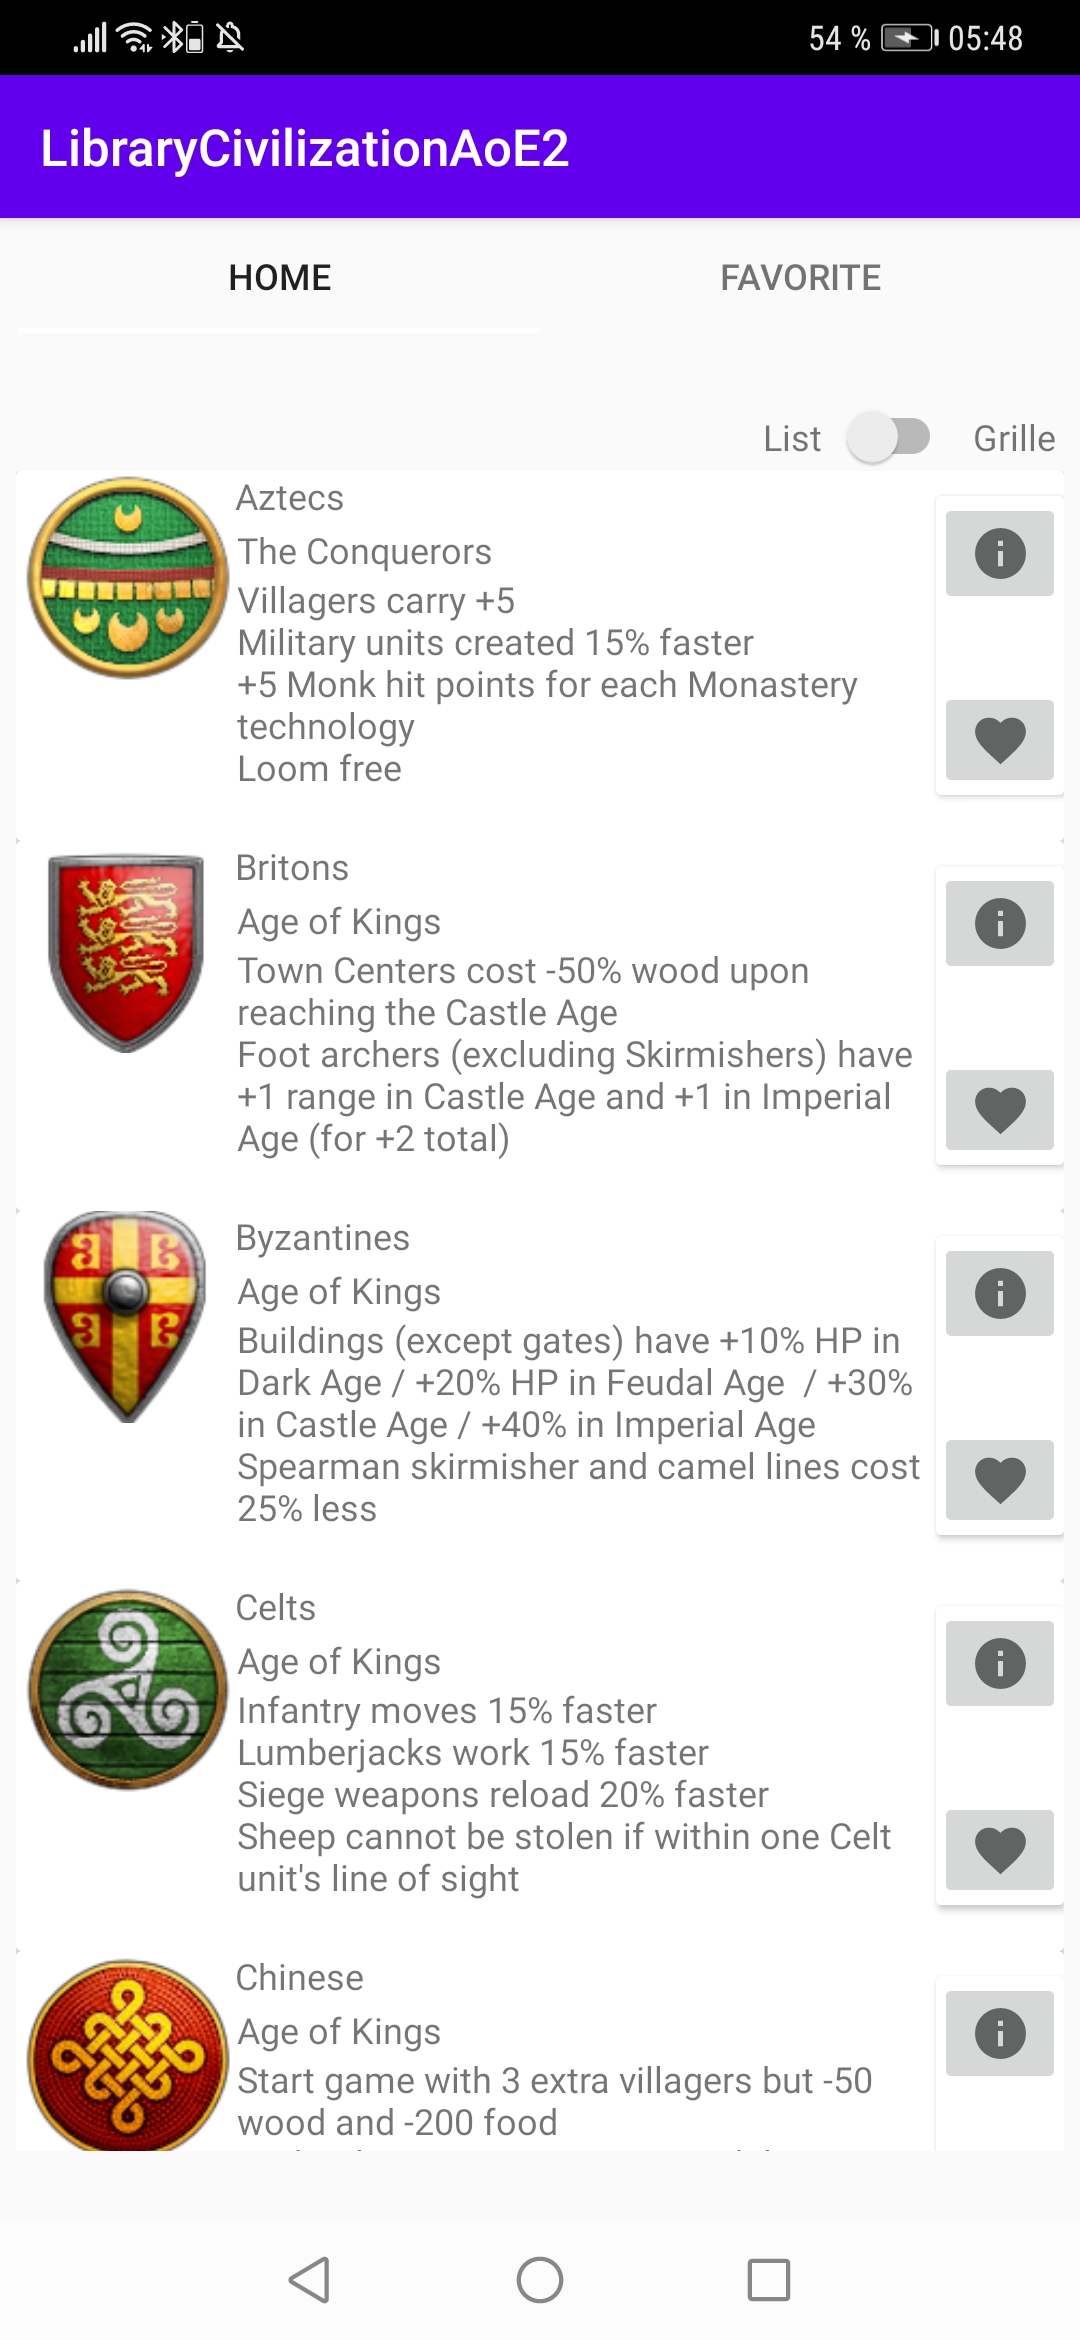 54 % 05:48
LibraryCivilizationAoE2
HOME FAVORITE
List Grille
Aztecs
The Conquerors
Villagers carry +5
Military units created 15% faster
+5 Monk hit points for each Monastery
technology
Loom free
Britons
Age of Kings
Town Centers cost -50% wood upon
reaching the Castle Age
Foot archers (excluding Skirmishers) have
+1 range in Castle Age and +1 in Imperial
Age (for +2 total)
Byzantines
Age of Kings
Buildings (except gates) have +10% HP in
Dark Age / +20% HP in Feudal Age  / +30%
in Castle Age / +40% in Imperial Age
Spearman skirmisher and camel lines cost
25% less
Celts
Age of Kings
Infantry moves 15% faster
Lumberjacks work 15% faster
Siege weapons reload 20% faster
Sheep cannot be stolen if within one Celt
unit's line of sight
Chinese
Age of Kings
Start game with 3 extra villagers but -50
wood and -200 food